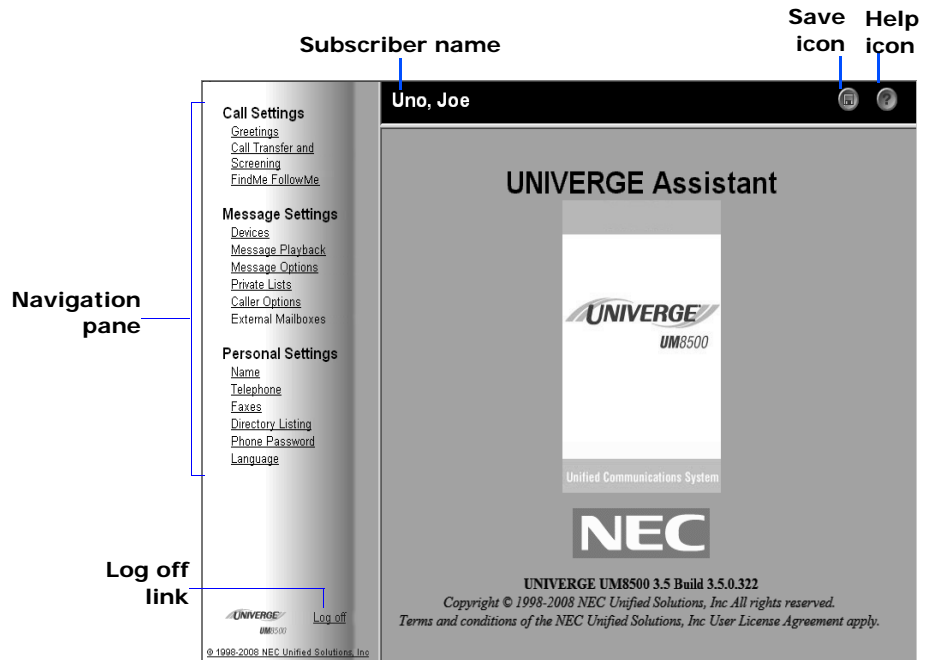 Save icon
Help icon
Subscriber name
Uno, Joe
Navigation pane
Call Settings
Greetings
Call Transfer and
Screening
FindMe FollowMe
Message Settings
Devices
Message Playback
Message Options
Private Lists
Caller Options
External Mailboxes
Personal Settings
Name
Telephone
Faxes
Directory Listing
Phone Password
Language
Log off link
UNIVERGE
UM8500
Log off
© 1998-2008 NEC Unified Solutions, Inc
UNIVERGE Assistant
UNIVERGE
UM8500
Unified Communications System
NEC
UNIVERGE UM8500 3.5 Build 3.5.0.322
Copyright © 1998-2008 NEC Unified Solutions, Inc All rights reserved.
Terms and conditions of the NEC Unified Solutions, Inc User License Agreement apply.